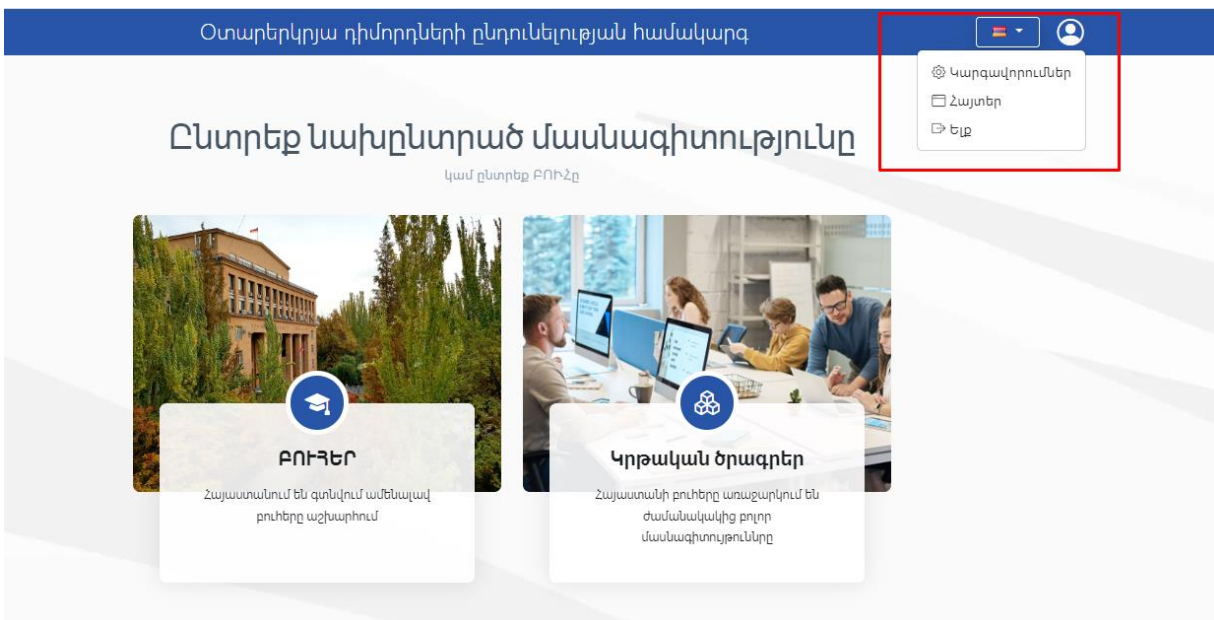 Օտարերկրյա դիմորդների ընդունելության համակարգ
Կարգավորումներ
Հայտեր
Ելք
Ընտրեք նախընտրած մասնագիտությունը
կամ ընտրեք ԲՈՒՀը
ԲՈՒՀԵՐ
Հայաստանում են գտնվում ամենալավ
բուհերը աշխարհում
Կրթական ծրագրեր
Հայաստանի բուհերը առաջարկում են
ժամանակակից բոլոր
մասնագիտույթուննրը